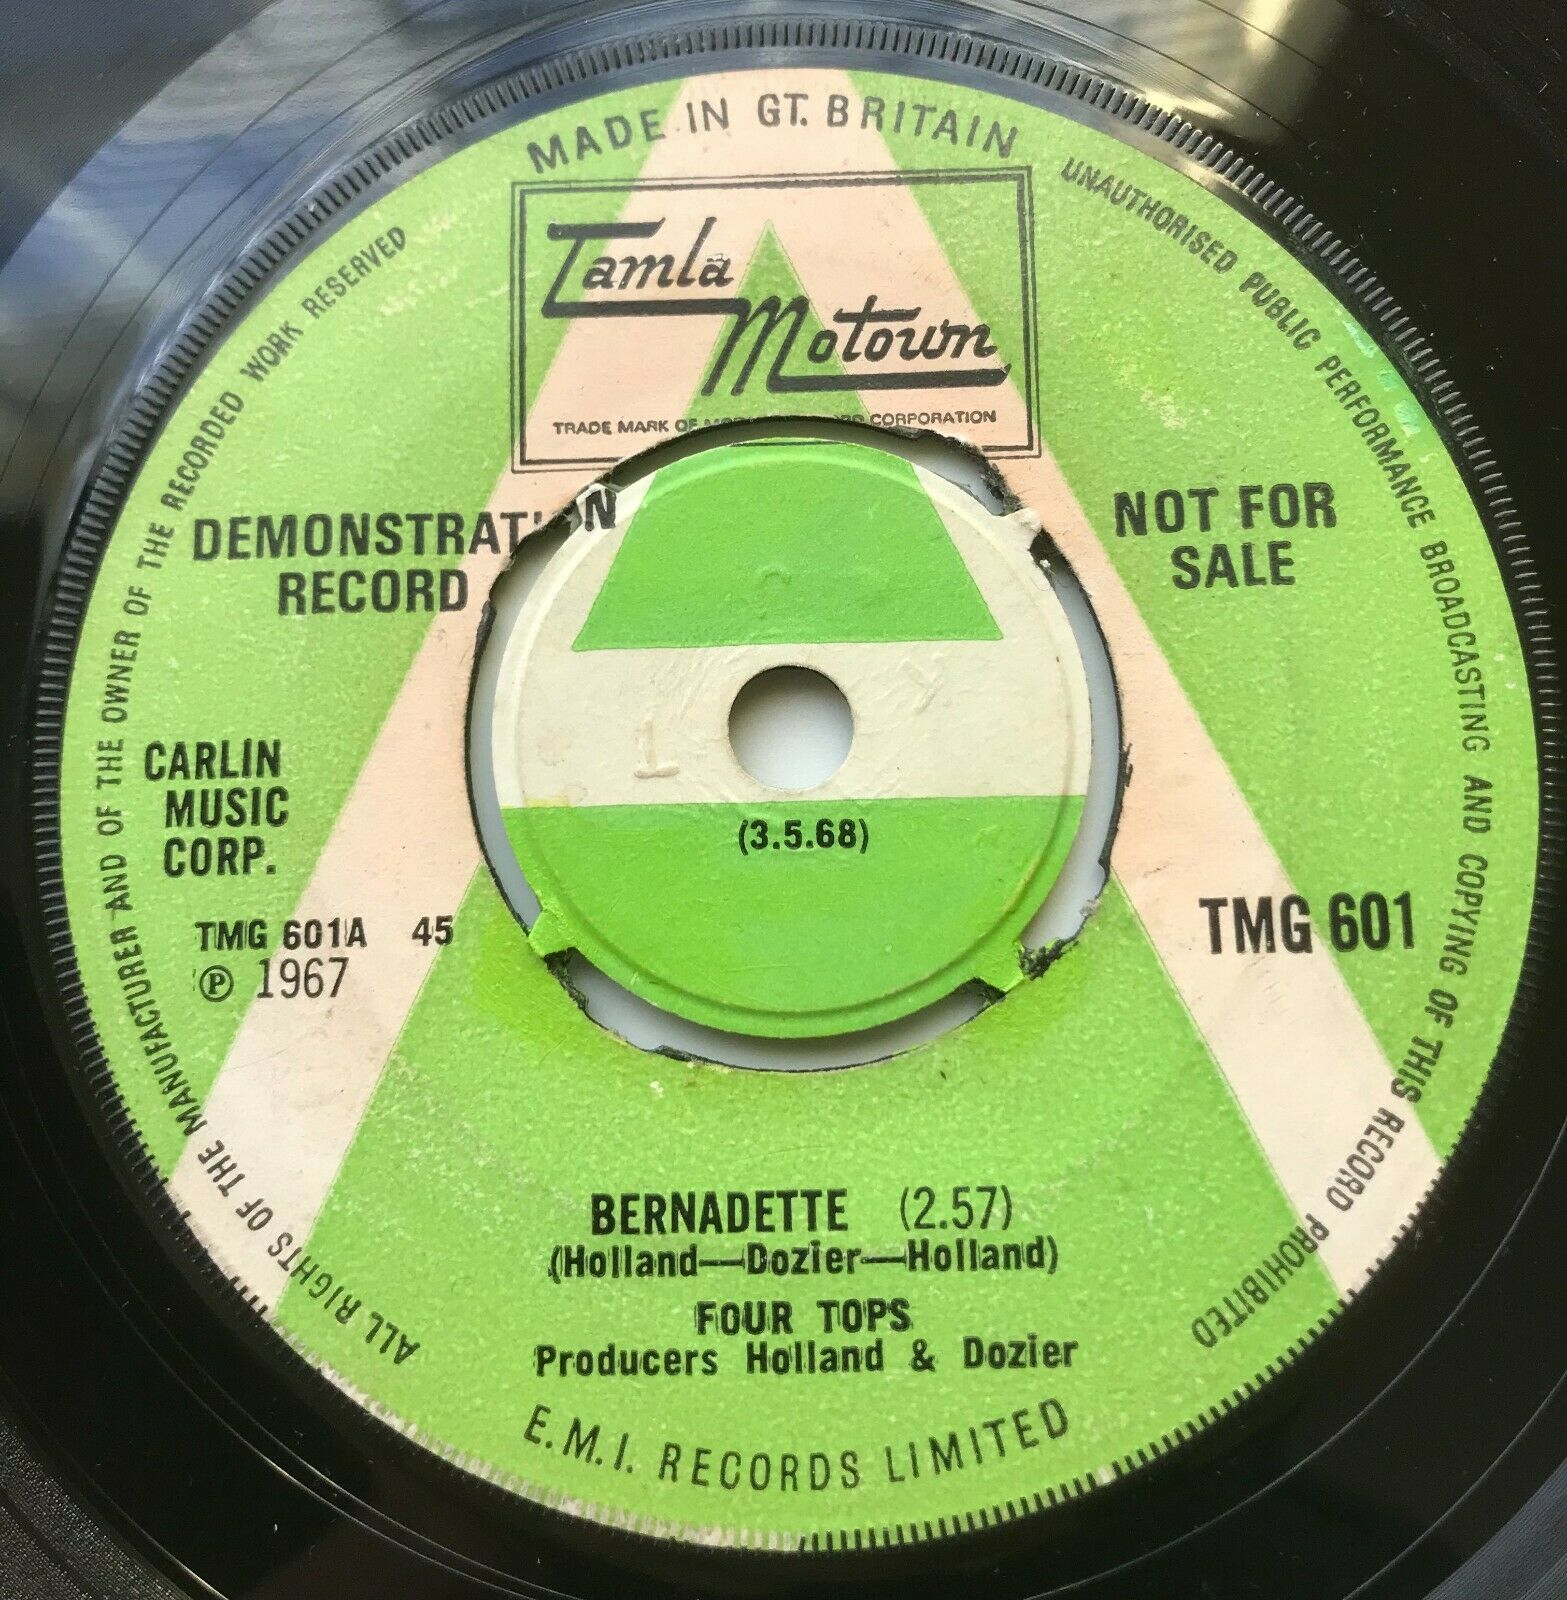 MADE IN GT. BRITAIN
Tamla
Motown
TRADE MARK OF CORPORATION
DEMONSTRATION
RECORD
NOT FOR
SALE
CARLIN
MUSIC
CORP.
(3.5.68)
TMG 601A 45
℗ 1967
TMG 601
BERNADETTE (2.57)
(Holland—Dozier—Holland)
FOUR TOPS
Producers Holland & Dozier
E.M.I. RECORDS LIMITED
ALL RIGHTS OF THE MANUFACTURER AND OF THE OWNER OF THE RECORDED WORK RESERVED
UNAUTHORISED PUBLIC PERFORMANCE BROADCASTING AND COPYING OF THIS RECORD PROHIBITED